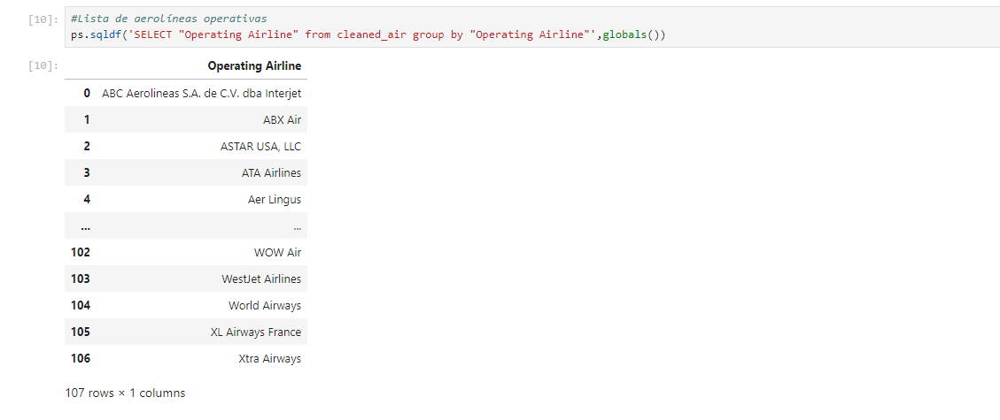 [10]: #Lista de aerolíneas operativas
ps.sqldf('SELECT "Operating Airline" from cleaned_air group by "Operating Airline"',globals())
[10]: Operating Airline
0 ABC Aerolineas S.A. de C.V. dba Interjet
1 ABX Air
2 ASTAR USA, LLC
3 ATA Airlines
4 Aer Lingus
... ...
102 WOW Air
103 WestJet Airlines
104 World Airways
105 XL Airways France
106 Xtra Airways
107 rows × 1 columns